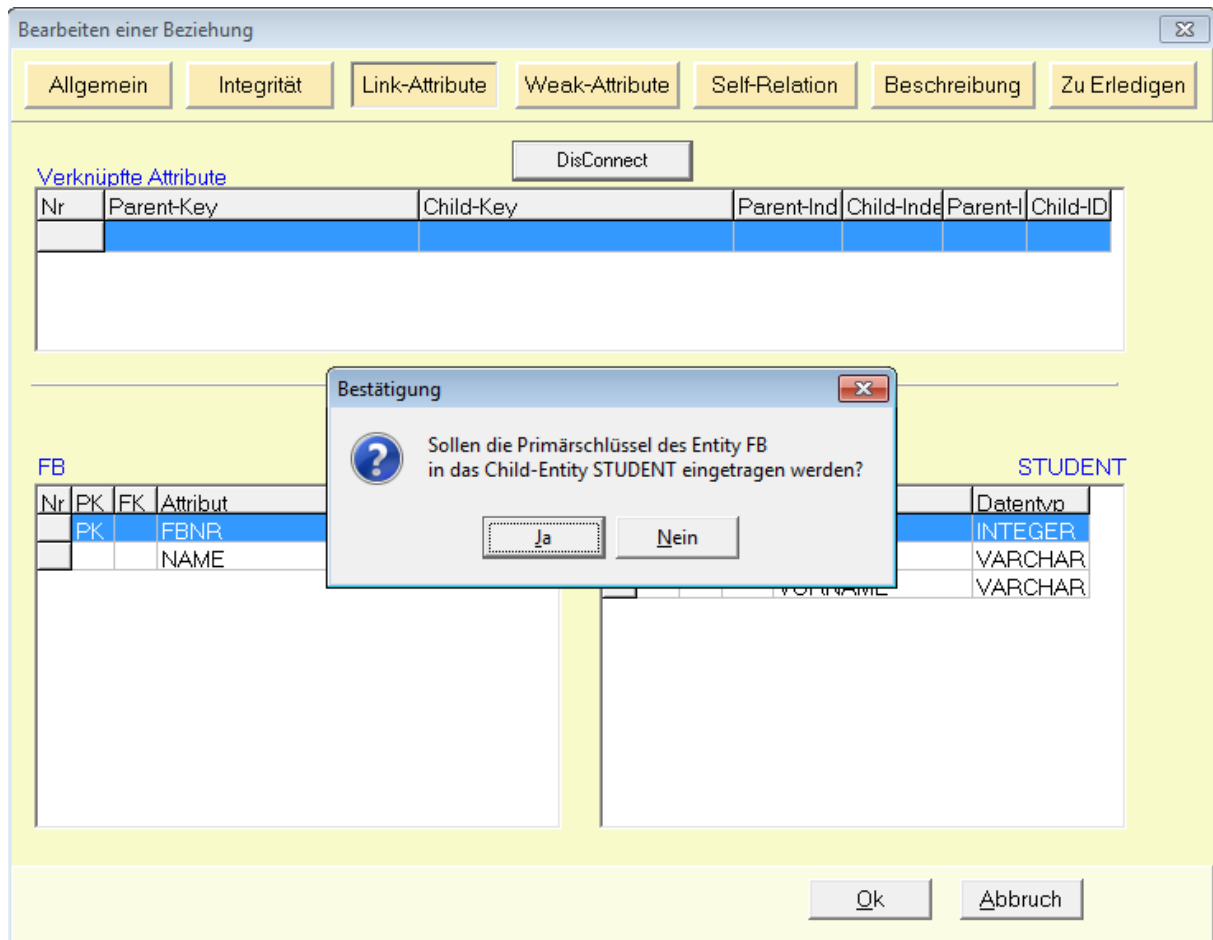 Bearbeiten einer Beziehung
Allgemein Integrität Link-Attribute Weak-Attribute Self-Relation Beschreibung Zu Erledigen
DisConnect
Verknüpfte Attribute
Nr Parent-Key Child-Key Parent-Ind Child-Inde Parent-I Child-ID
Bestätigung
Sollen die Primärschlüssel des Entity FB
in das Child-Entity STUDENT eingetragen werden?
Ja Nein
FB STUDENT
Nr PK FK Attribut Datentyp
PK FBNR INTEGER
NAME VARCHAR
VORNAME VARCHAR
Ok Abbruch